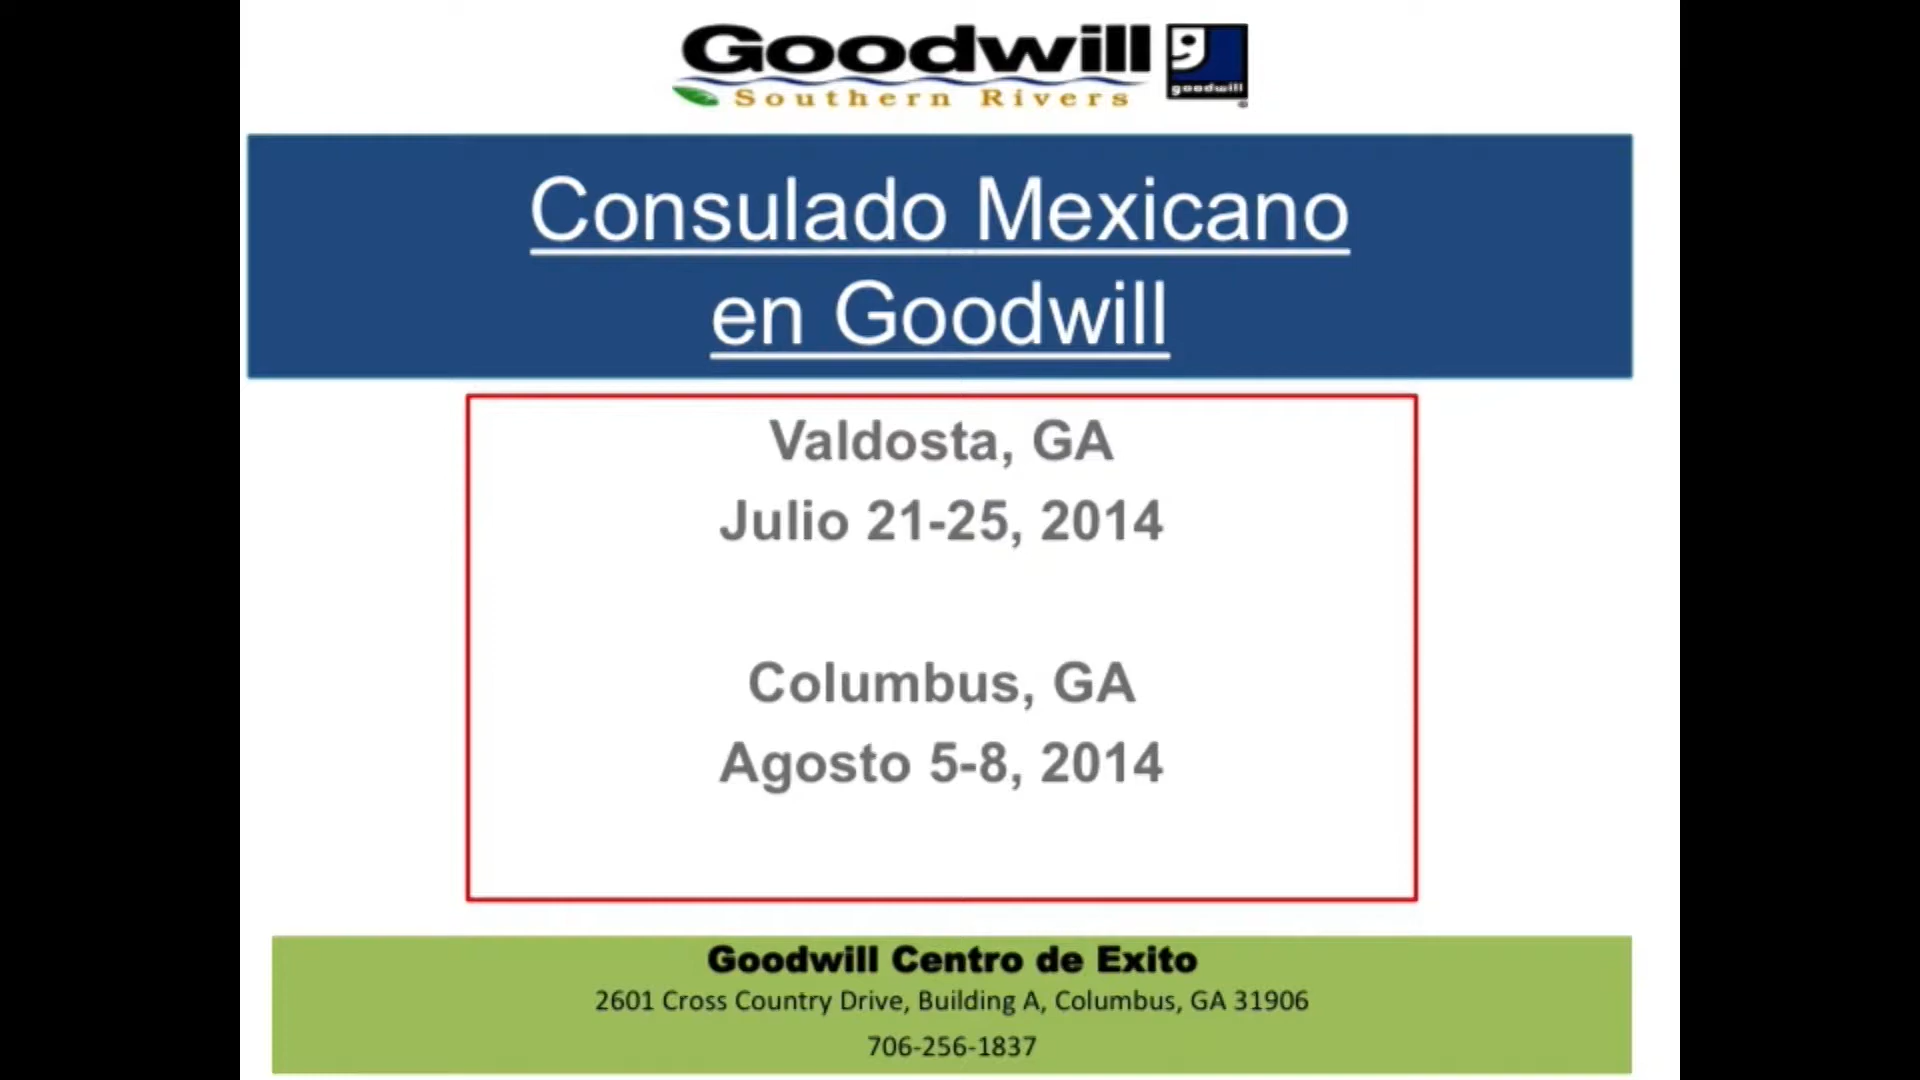 Goodwill
Southern Rivers
goodwill
Consulado Mexicano
en Goodwill
Valdosta, GA
Julio 21-25, 2014
Columbus, GA
Agosto 5-8, 2014
Goodwill Centro de Exito
2601 Cross Country Drive, Building A, Columbus, GA 31906
706-256-1837